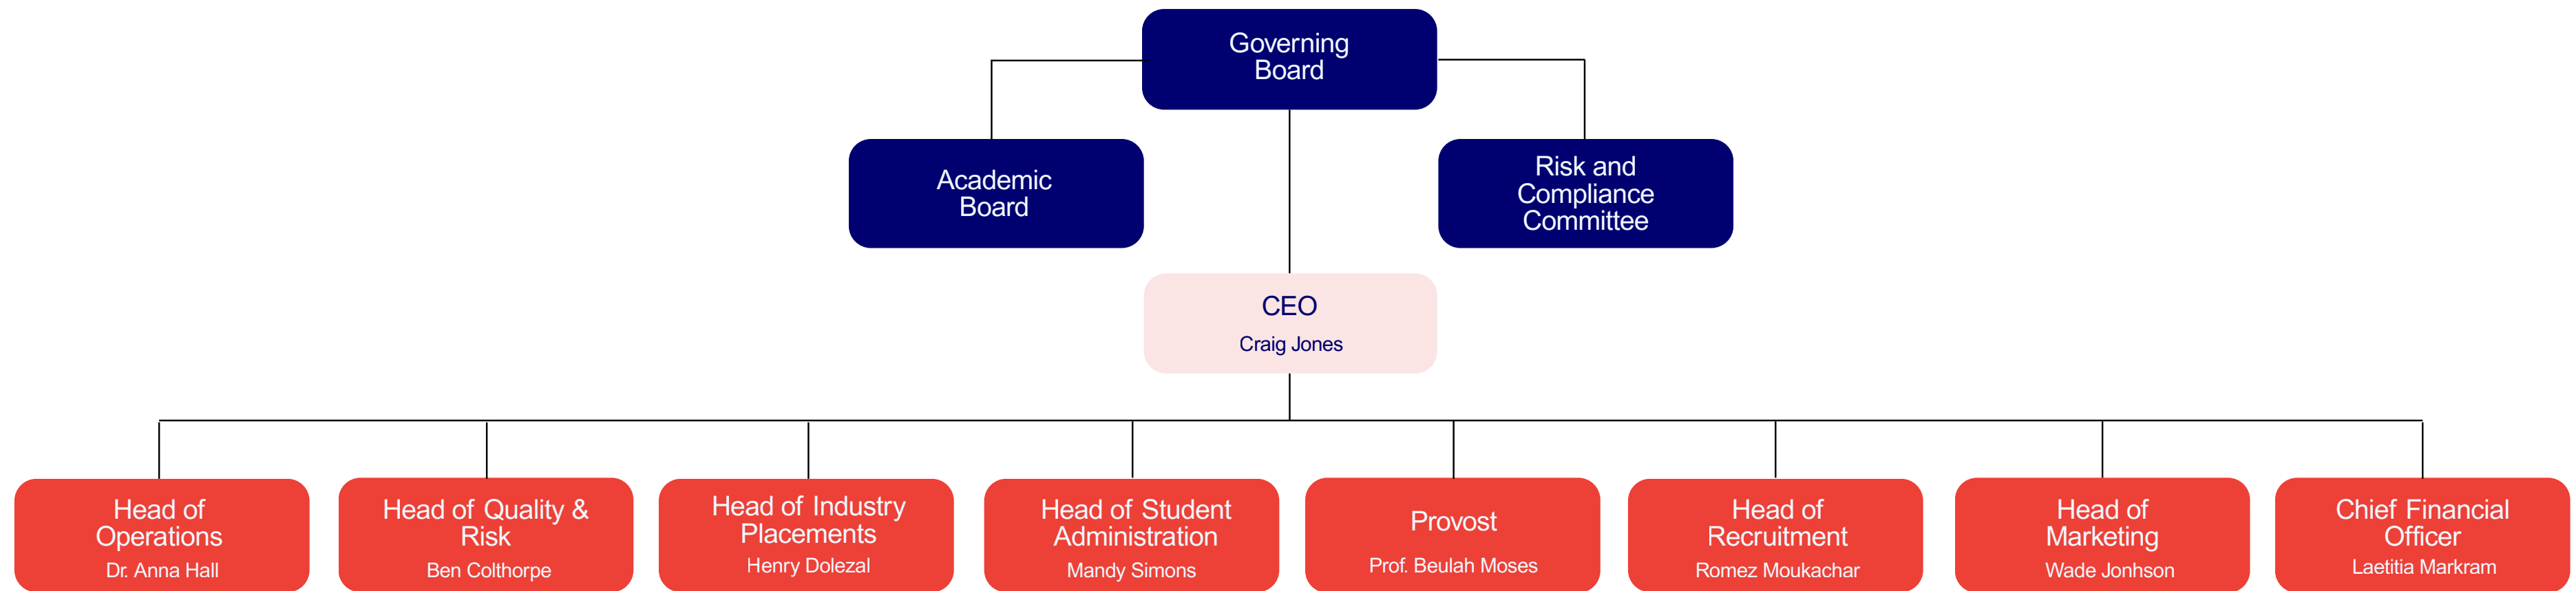 Governing
Board
Academic
Board
Risk and
Compliance
Committee
CEO
Craig Jones
Head of
Operations
Dr. Anna Hall
Head of Quality &
Risk
Ben Colthorpe
Head of Industry
Placements
Henry Dolezal
Head of Student
Administration
Mandy Simons
Provost
Prof. Beulah Moses
Head of
Recruitment
Romez Moukachar
Head of
Marketing
Wade Jonhson
Chief Financial
Officer
Laetitia Markram